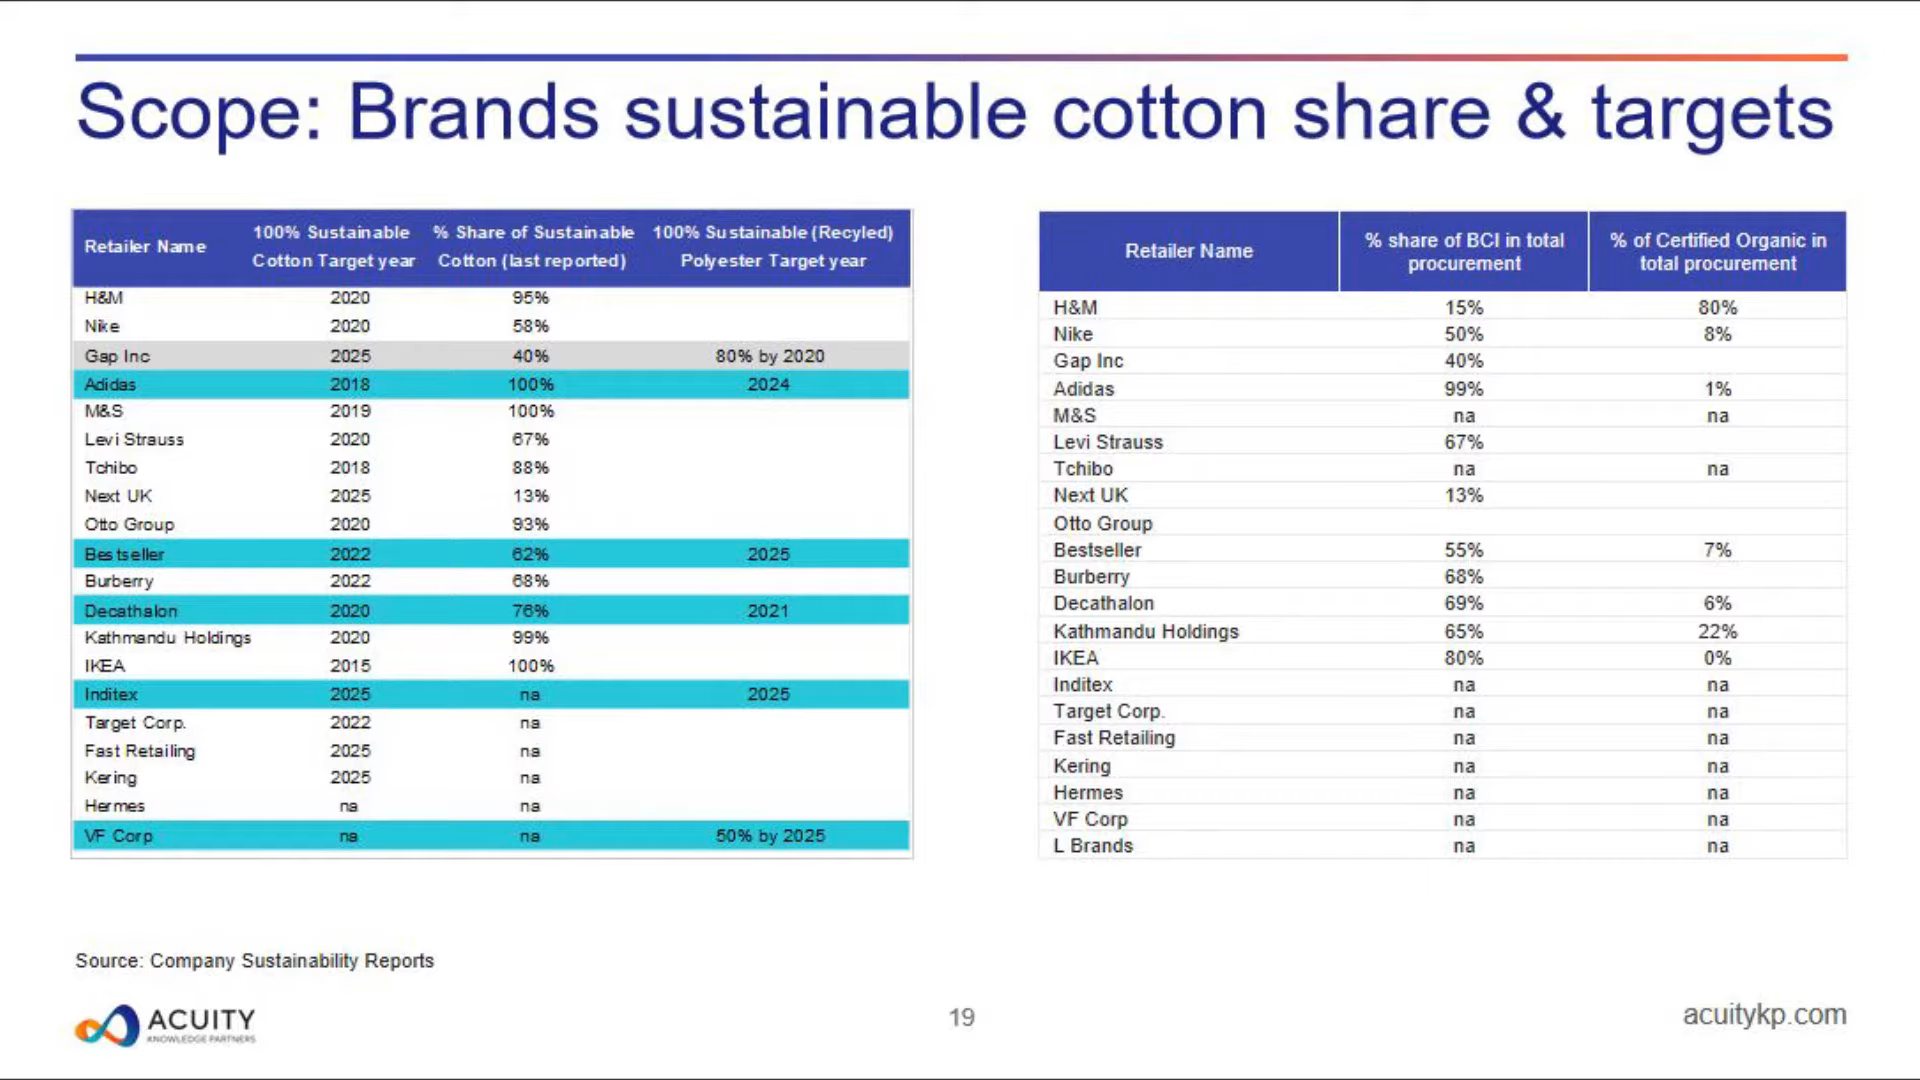 Scope: Brands sustainable cotton share & targets
Retailer Name 100% Sustainable Cotton Target year % Share of Sustainable Cotton (last reported) 100% Sustainable (Recyled) Polyester Target year
H&M 2020 95%
Nike 2020 58%
Gap Inc 2025 40% 80% by 2020
Adidas 2018 100% 2024
M&S 2019 100%
Levi Strauss 2020 67%
Tchibo 2018 88%
Next UK 2025 13%
Otto Group 2020 93%
Bestseller 2022 62% 2025
Burberry 2022 68%
Decathalon 2020 76% 2021
Kathmandu Holdings 2020 99%
IKEA 2015 100%
Inditex 2025 na 2025
Target Corp. 2022 na
Fast Retailing 2025 na
Kering 2025 na
Hermes na na
VF Corp na na 50% by 2025
Retailer Name % share of BCI in total procurement % of Certified Organic in total procurement
H&M 15% 80%
Nike 50% 8%
Gap Inc 40%
Adidas 99% 1%
M&S na na
Levi Strauss 67%
Tchibo na na
Next UK 13%
Otto Group
Bestseller 55% 7%
Burberry 68%
Decathalon 69% 6%
Kathmandu Holdings 65% 22%
IKEA 80% 0%
Inditex na na
Target Corp. na na
Fast Retailing na na
Kering na na
Hermes na na
VF Corp na na
L Brands na na
Source: Company Sustainability Reports
ACUITY
KNOWLEDGE PARTNERS
19
acuitykp.com